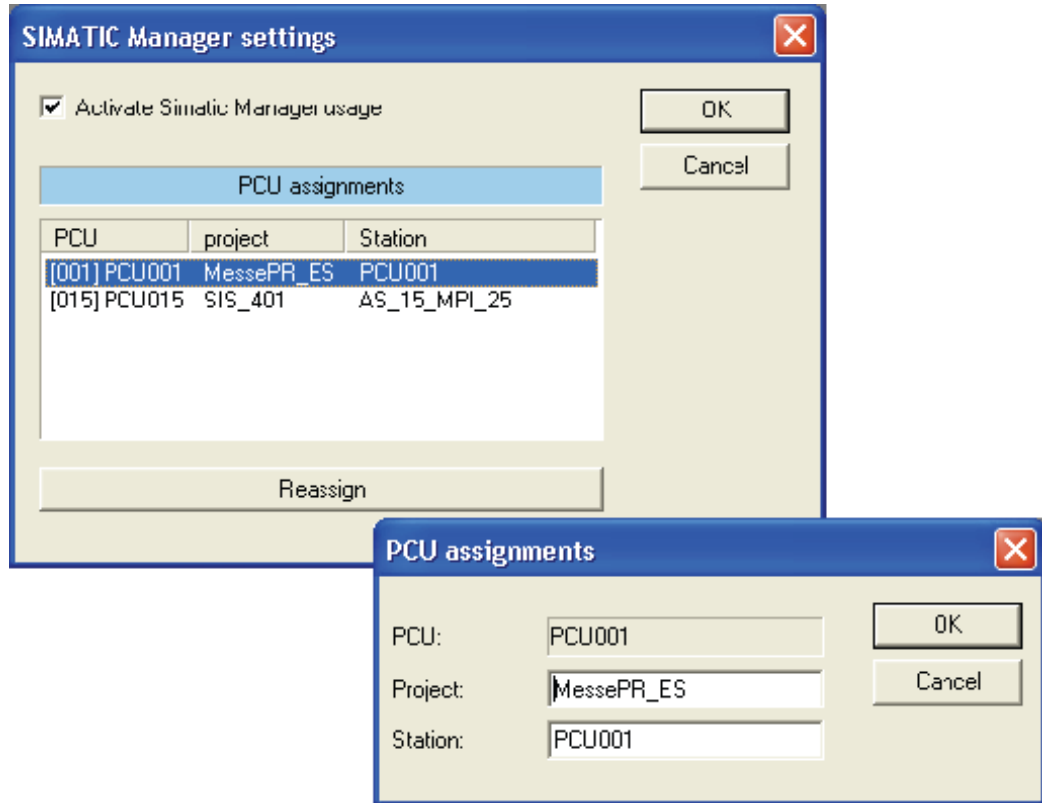 SIMATIC Manager settings
Activate Simatic Manager usage
OK
Cancel
PCU assignments
PCU project Station
[001] PCU001 MessePR_ES PCU001
[015] PCU015 SIS_401 AS_15_MPI_25
Reassign
PCU assignments
PCU: PCU001
OK
Project: MessePR_ES
Cancel
Station: PCU001